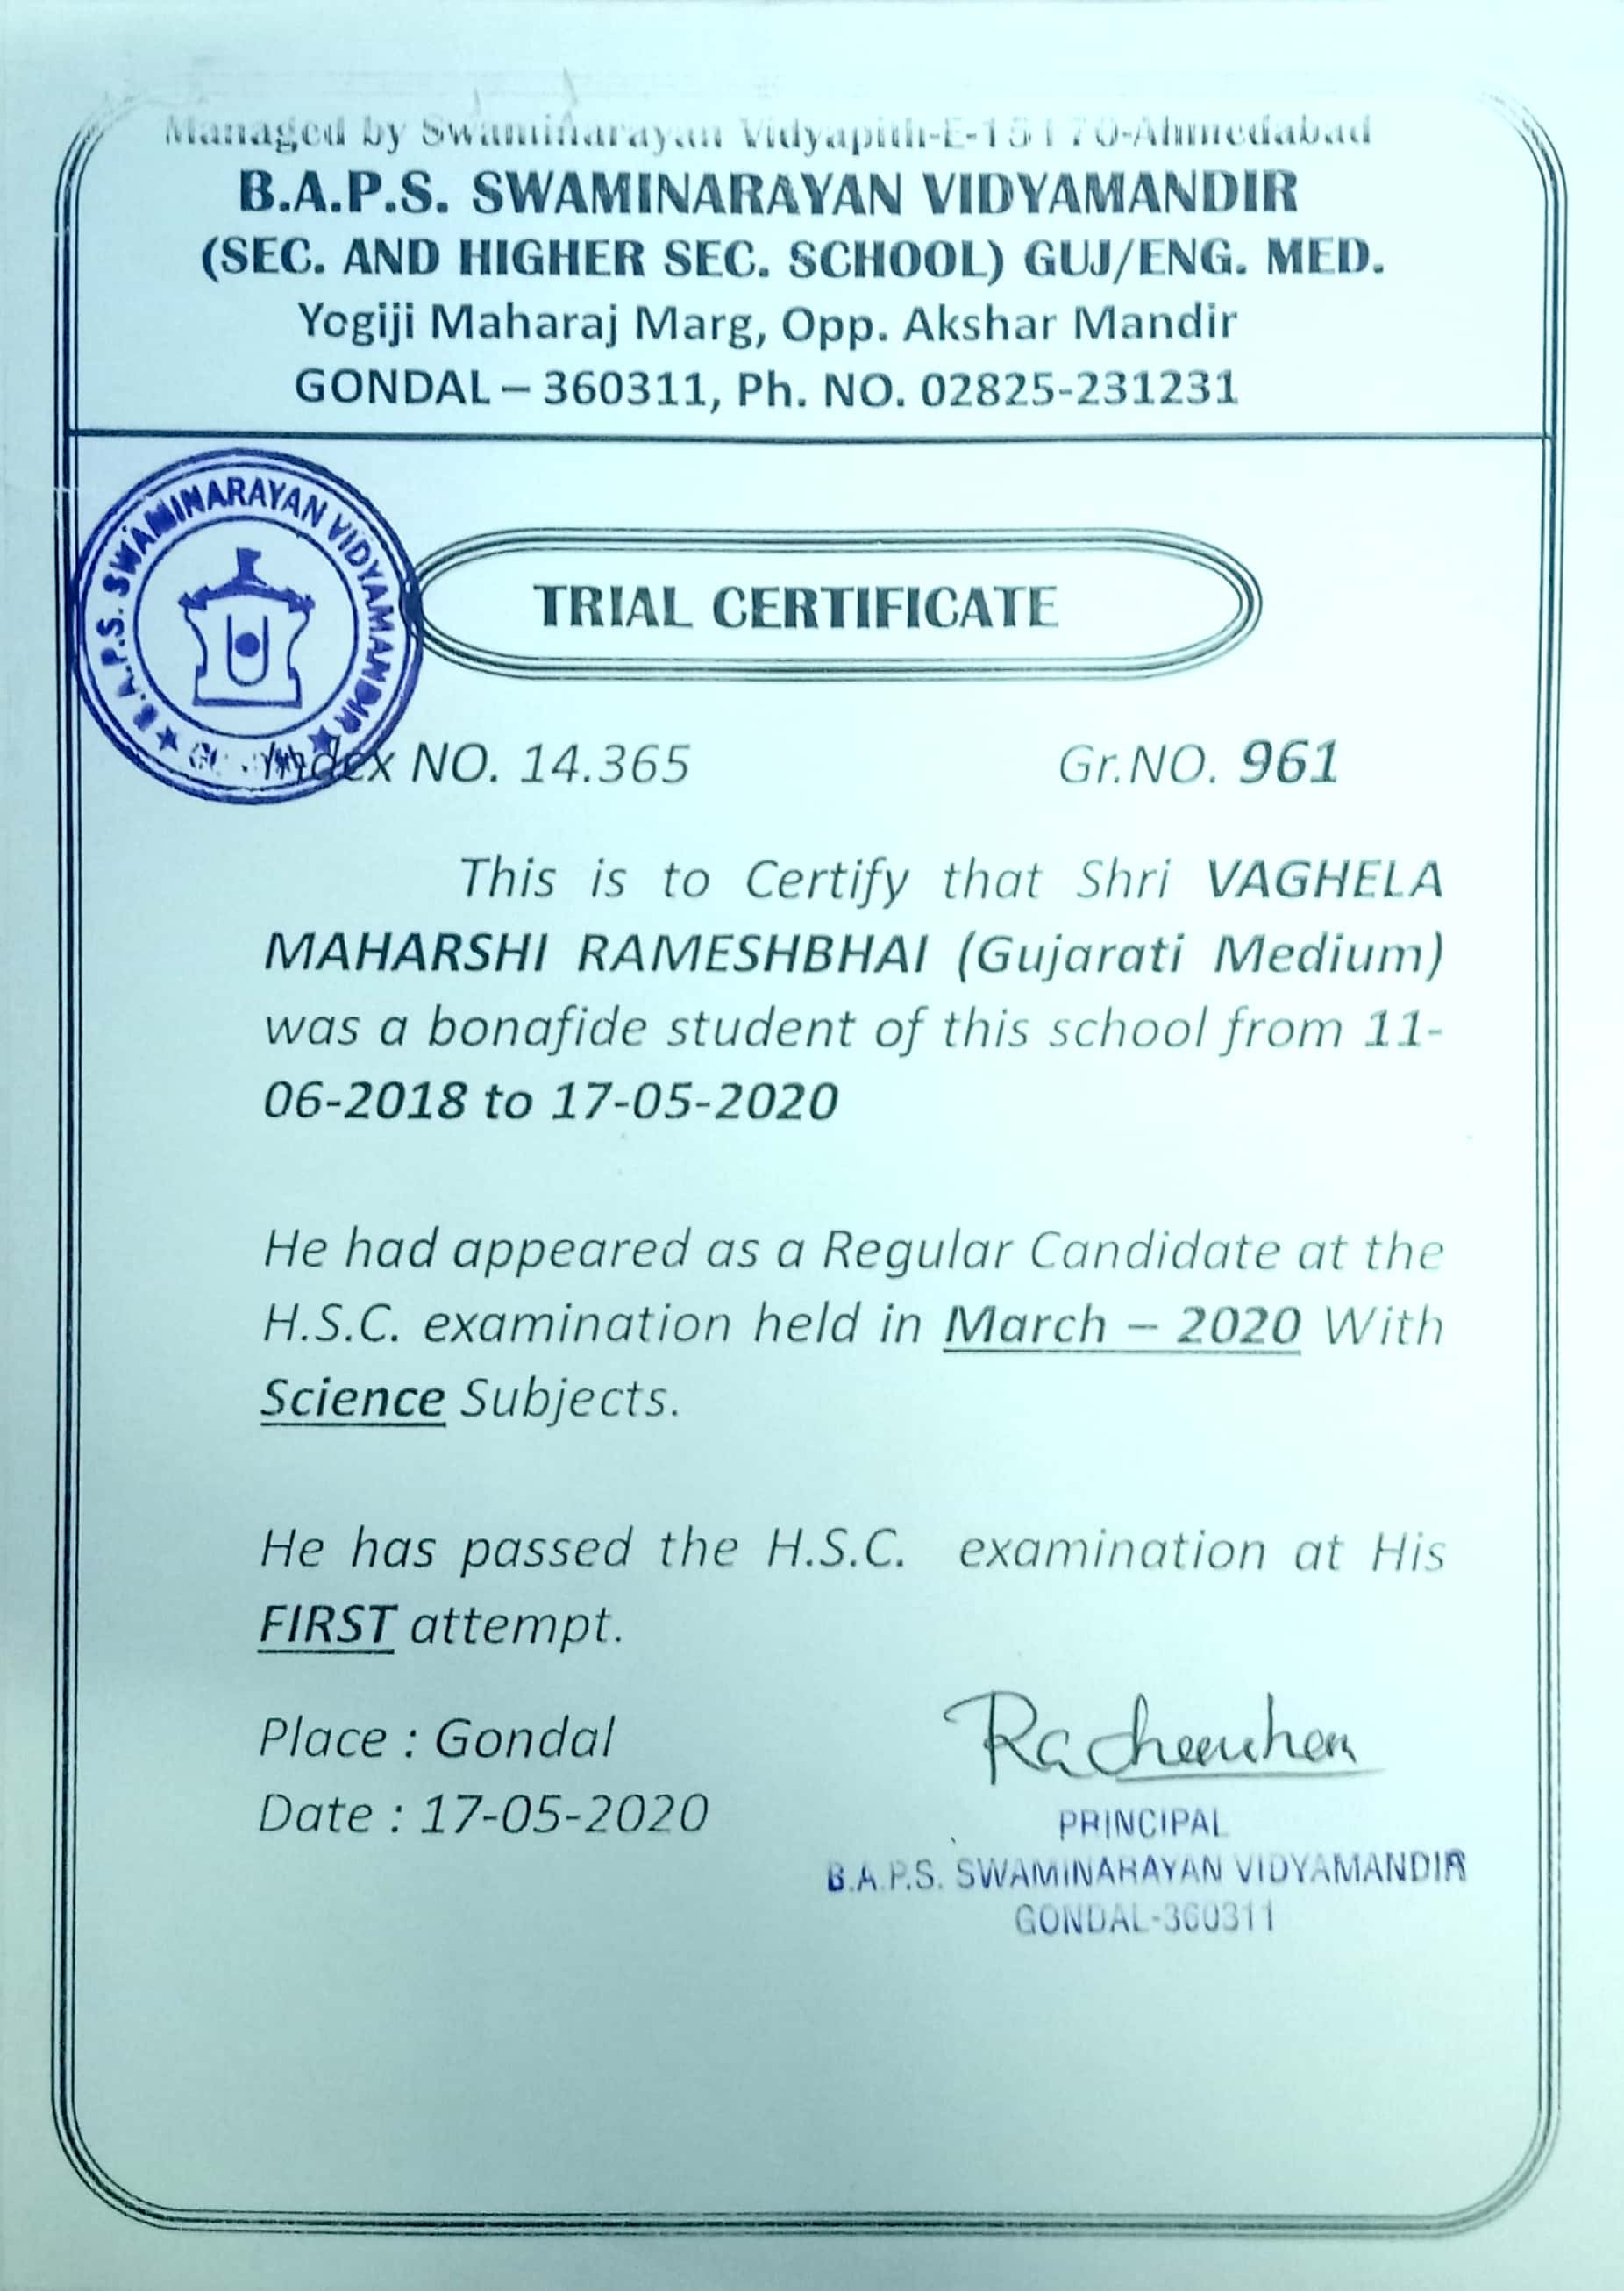 Managed by Swaminarayan Vidyapith-E-15170-Ahmedabad
B.A.P.S. SWAMINARAYAN VIDYAMANDIR
(SEC. AND HIGHER SEC. SCHOOL) GUJ/ENG. MED.
Yogiji Maharaj Marg, Opp. Akshar Mandir
GONDAL – 360311, Ph. NO. 02825-231231
B.A.P.S. SWAMINARAYAN VIDYAMANDIR
TRIAL CERTIFICATE
Index NO. 14.365 Gr.NO. 961
This is to Certify that Shri VAGHELA
MAHARSHI RAMESHBHAI (Gujarati Medium)
was a bonafide student of this school from 11-
06-2018 to 17-05-2020
He had appeared as a Regular Candidate at the
H.S.C. examination held in March – 2020 With
Science Subjects.
He has passed the H.S.C. examination at His
FIRST attempt.
Place : Gondal
Date : 17-05-2020
PRINCIPAL
B.A.P.S. SWAMINARAYAN VIDYAMANDIR
GONDAL-360311